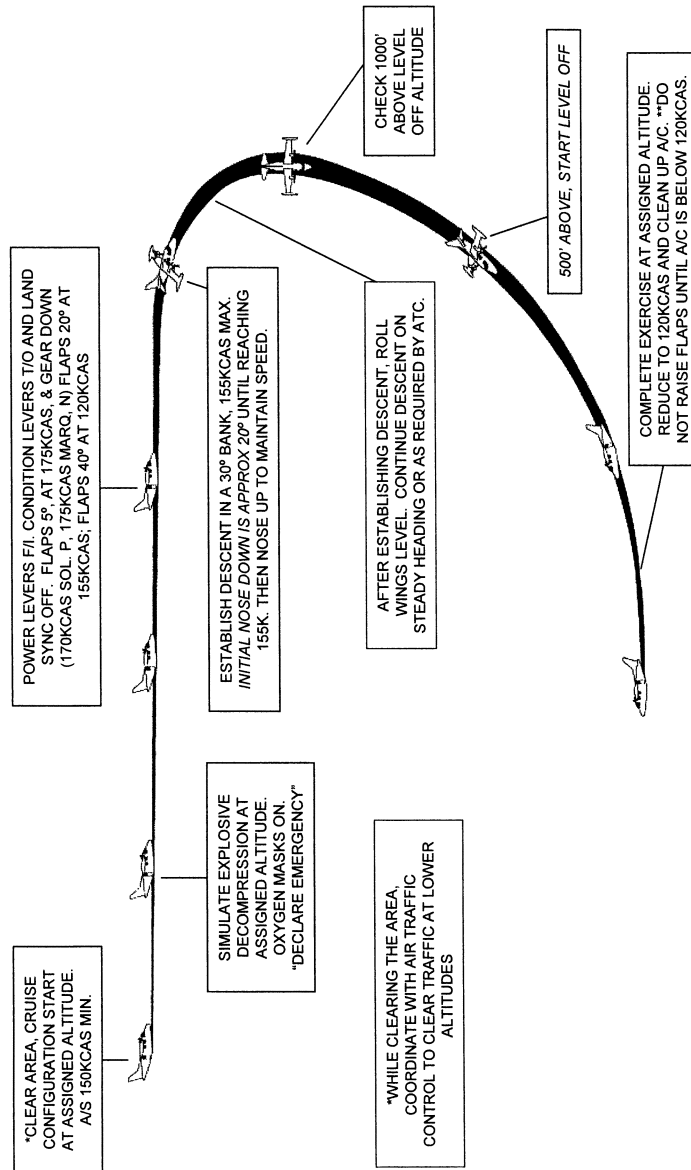 *CLEAR AREA, CRUISE
CONFIGURATION START
AT ASSIGNED ALTITUDE.
A/S 150KCAS MIN.
SIMULATE EXPLOSIVE
DECOMPRESSION AT
ASSIGNED ALTITUDE.
OXYGEN MASKS ON.
"DECLARE EMERGENCY"
POWER LEVERS F/I. CONDITION LEVERS T/O AND LAND
SYNC OFF. FLAPS 5º, AT 175KCAS, & GEAR DOWN
(170KCAS SOL. P, 175KCAS MARQ, N) FLAPS 20º AT
155KCAS; FLAPS 40º AT 120KCAS
ESTABLISH DESCENT IN A 30º BANK, 155KCAS MAX.
INITIAL NOSE DOWN IS APPROX 20º UNTIL REACHING
155K. THEN NOSE UP TO MAINTAIN SPEED.
AFTER ESTABLISHING DESCENT, ROLL
WINGS LEVEL. CONTINUE DESCENT ON
STEADY HEADING OR AS REQUIRED BY ATC.
CHECK 1000'
ABOVE LEVEL
OFF ALTITUDE
500' ABOVE, START LEVEL OFF
COMPLETE EXERCISE AT ASSIGNED ALTITUDE.
REDUCE TO 120KCAS AND CLEAN UP A/C. **DO
NOT RAISE FLAPS UNTIL A/C IS BELOW 120KCAS.
*WHILE CLEARING THE AREA,
COORDINATE WITH AIR TRAFFIC
CONTROL TO CLEAR TRAFFIC AT LOWER
ALTITUDES